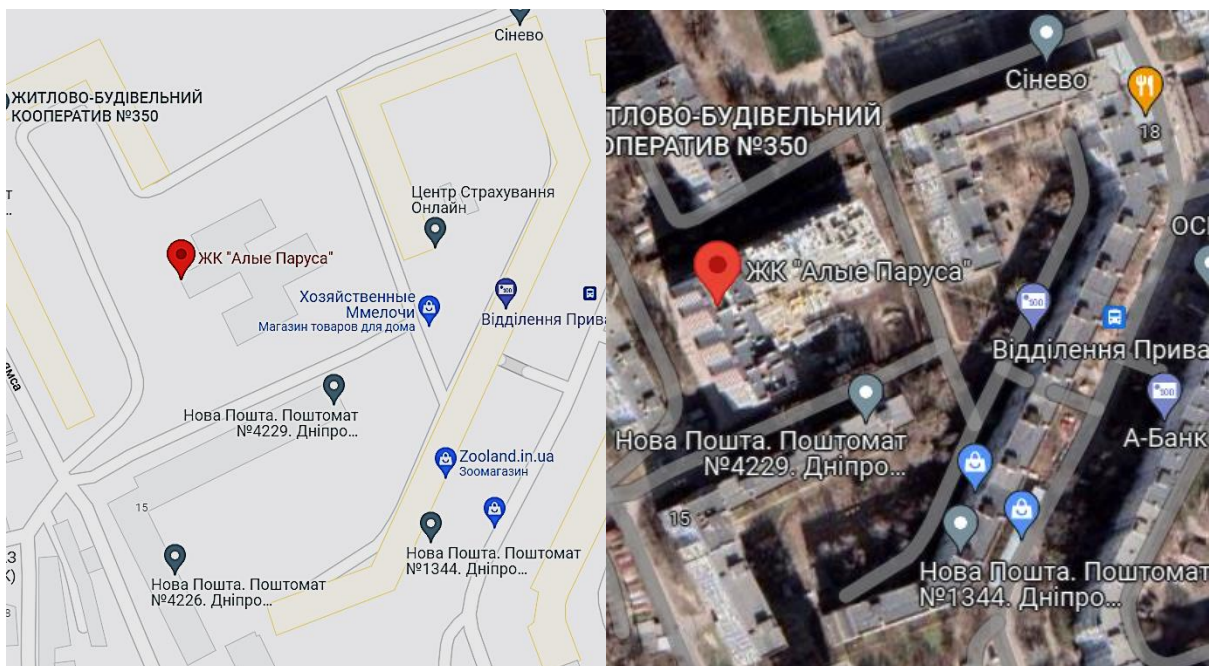 Сінево
ЖИТЛОВО-БУДІВЕЛЬНИЙ
КООПЕРАТИВ №350
Центр Страхування
Онлайн
ЖК "Алые Паруса"
Хозяйственные
Ммелочи
Магазин товаров для дома
Відділення Прива
Нова Пошта. Поштомат
№4229. Дніпро...
Zooland.in.ua
Зоомагазин
15
Нова Пошта. Поштомат
№1344. Дніпро...
Нова Пошта. Поштомат
№4226. Дніпро...
Сінево
18
ТЛОВО-БУДІВЕЛЬНИЙ
ОПЕРАТИВ №350
ЖК "Алые Паруса"
Відділення Прива
Нова Пошта. Поштомат
№4229. Дніпро...
А-Банк
15
Нова Пошта. Поштомат
№1344. Дніпро...